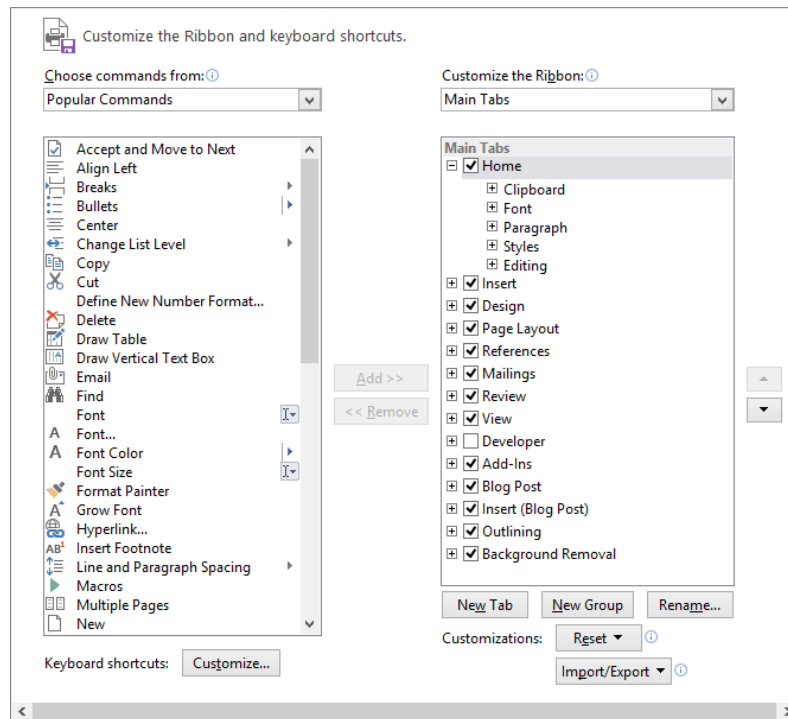 Customize the Ribbon and keyboard shortcuts.
Choose commands from:
Popular Commands
Accept and Move to Next
Align Left
Breaks
Bullets
Center
Change List Level
Copy
Cut
Define New Number Format...
Delete
Draw Table
Draw Vertical Text Box
Email
Find
Font
Font...
Font Color
Font Size
Format Painter
Grow Font
Hyperlink...
Insert Footnote
Line and Paragraph Spacing
Macros
Multiple Pages
New
Keyboard shortcuts: Customize...
Add >>
<< Remove
Customize the Ribbon:
Main Tabs
Main Tabs
Home
Clipboard
Font
Paragraph
Styles
Editing
Insert
Design
Page Layout
References
Mailings
Review
View
Developer
Add-Ins
Blog Post
Insert (Blog Post)
Outlining
Background Removal
New Tab New Group Rename...
Customizations: Reset
Import/Export